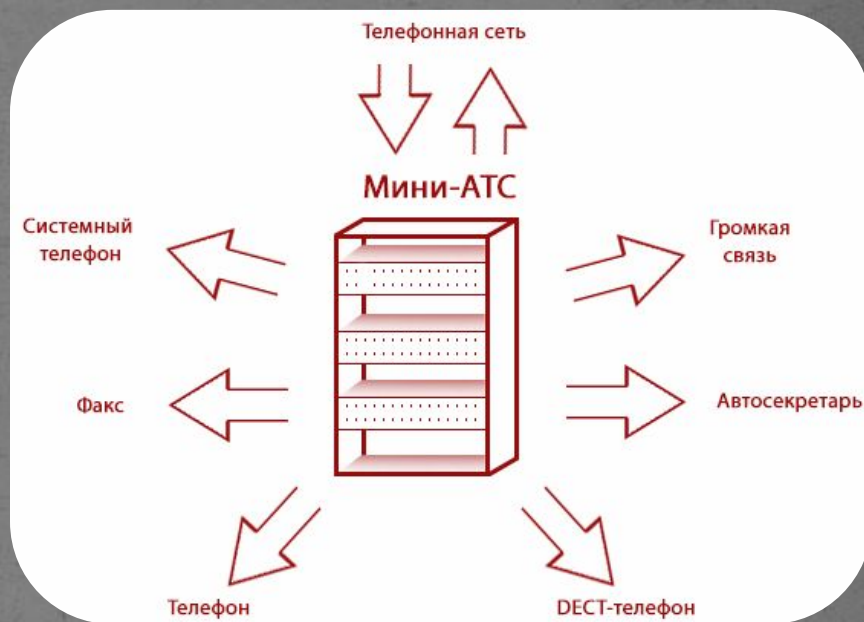 Телефонная сеть
Мини-АТС
Системный
телефон
Громкая
связь
Факс
Автосекретарь
Телефон
DECT-телефон